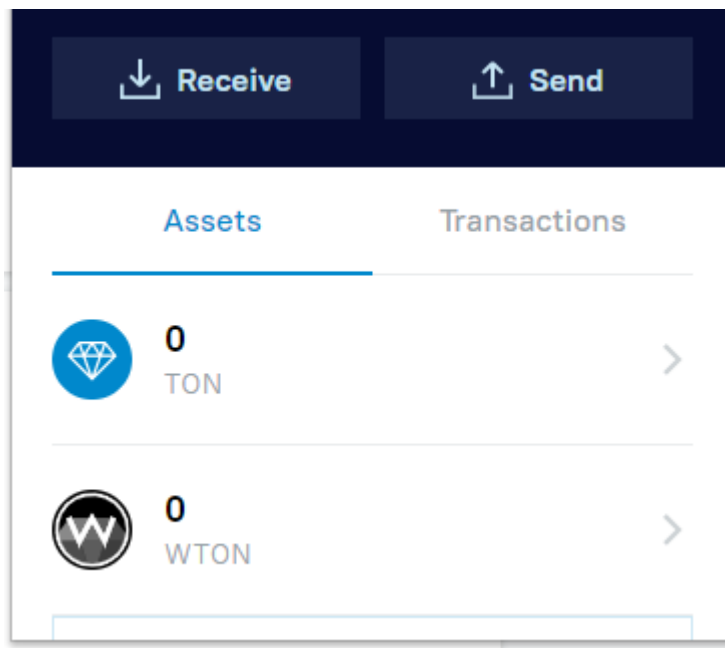 Receive
Send
Assets
Transactions
0
TON
0
WTON